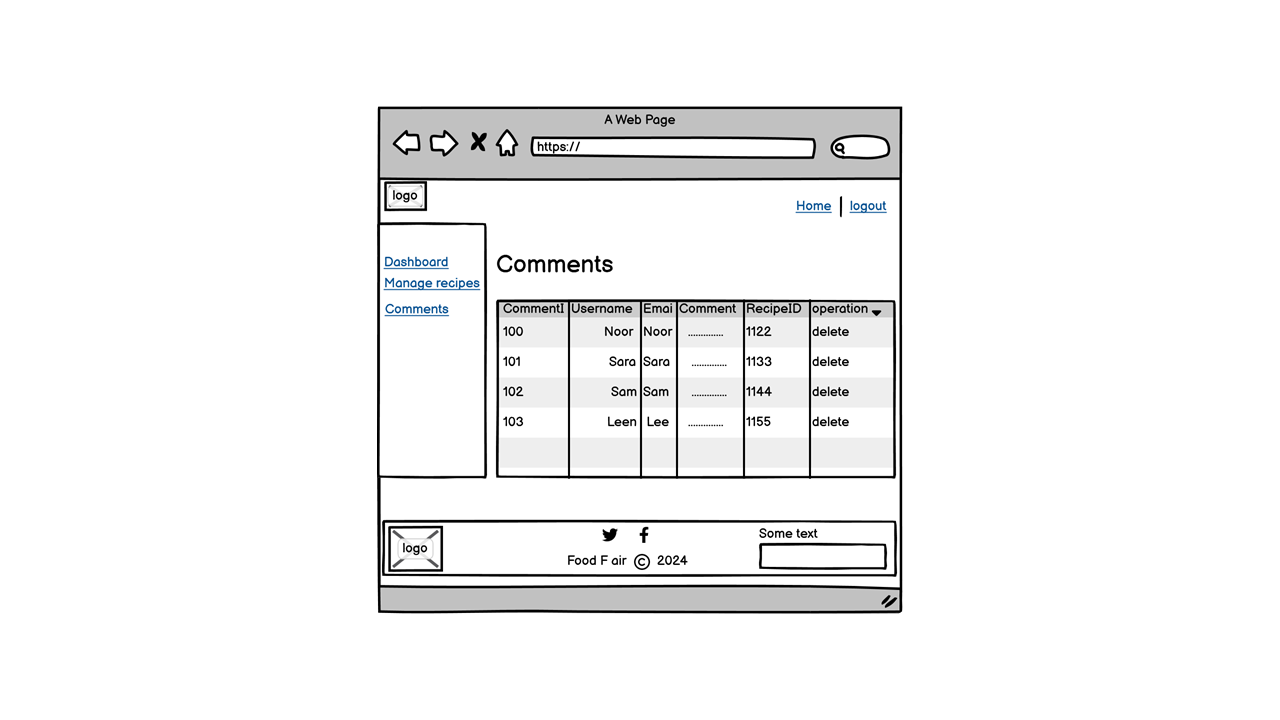 A Web Page
https://
logo
Home logout
Dashboard
Manage recipes
Comments
Comments
CommentI Username Emai Comment RecipeID operation
100 Noor Noor .............. 1122 delete
101 Sara Sara .............. 1133 delete
102 Sam Sam .............. 1144 delete
103 Leen Lee .............. 1155 delete
logo
Food F air © 2024
Some text